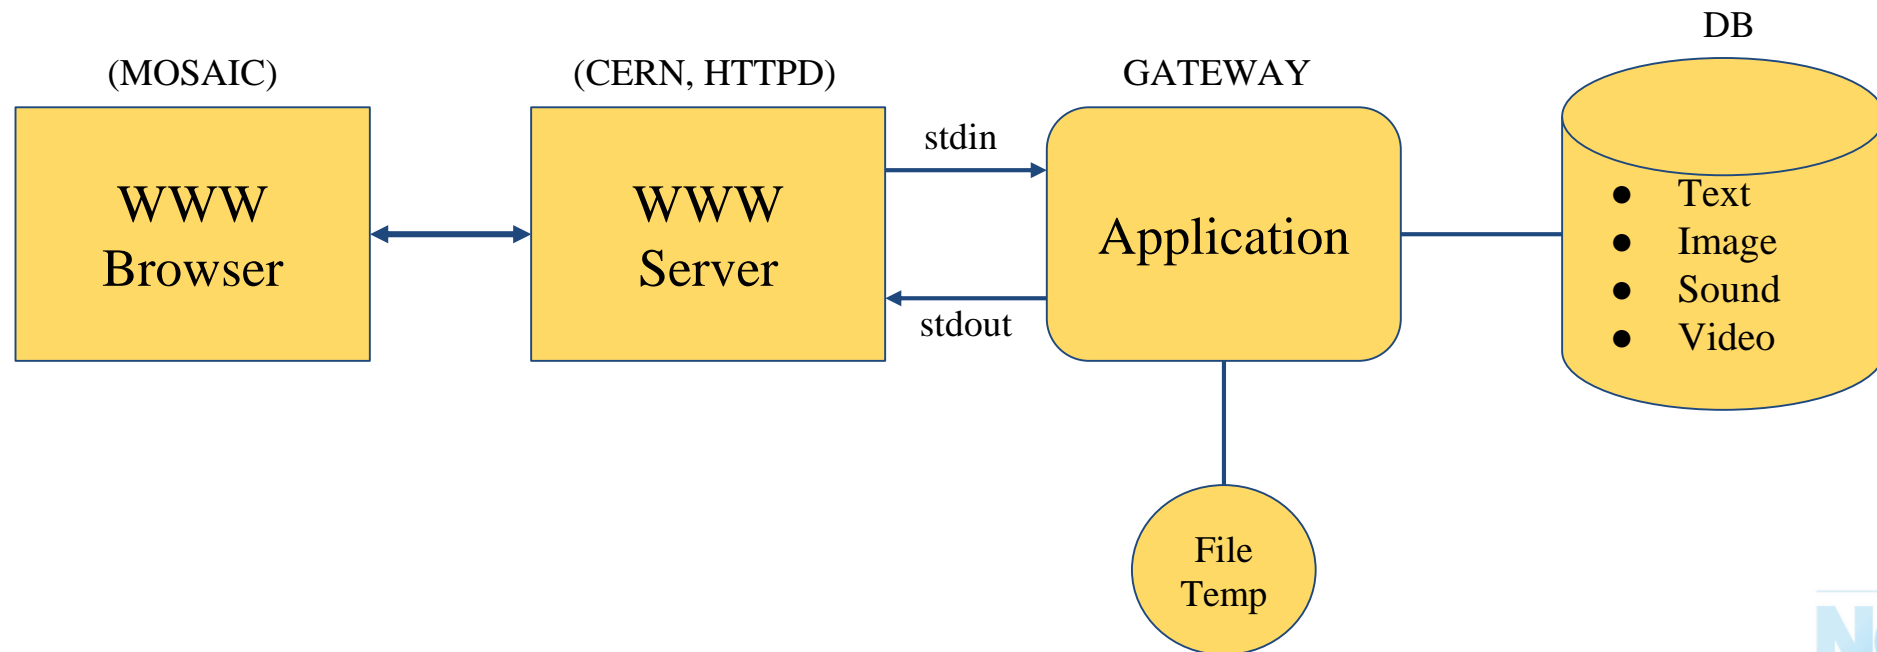 DB
(MOSAIC)
(CERN, HTTPD)
GATEWAY
WWW
Browser
WWW
Server
stdin
stdout
Application
● Text
● Image
● Sound
● Video
File
Temp